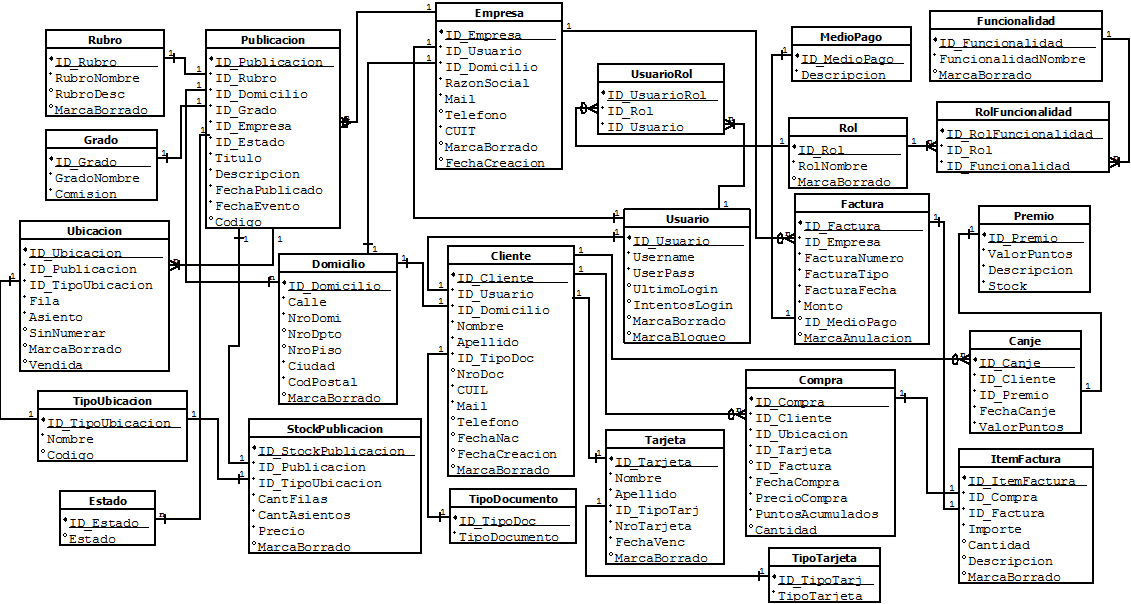 Rubro
ID_Rubro
RubroNombre
RubroDesc
MarcaBorrado
Grado
ID_Grado
GradoNombre
Comision
Publicacion
ID_Publicacion
ID_Rubro
ID_Domicilio
ID_Grado
ID_Empresa
ID_Estado
Titulo
Descripcion
FechaPublicado
FechaEvento
Codigo
Empresa
ID_Empresa
ID_Usuario
ID_Domicilio
RazonSocial
Mail
Telefono
CUIT
MarcaBorrado
FechaCreacion
UsuarioRol
ID_UsuarioRol
ID_Rol
ID_Usuario
MedioPago
ID_MedioPago
Descripcion
Funcionalidad
ID_Funcionalidad
FuncionalidadNombre
MarcaBorrado
Rol
ID_Rol
RolNombre
MarcaBorrado
RolFuncionalidad
ID_RolFuncionalidad
ID_Rol
ID_Funcionalidad
Ubicacion
ID_Ubicacion
ID_Publicacion
ID_TipoUbicacion
Fila
Asiento
SinNumerar
MarcaBorrado
Vendida
Domicilio
ID_Domicilio
Calle
NroDomi
NroDpto
NroPiso
Ciudad
CodPostal
MarcaBorrado
Cliente
ID_Cliente
ID_Usuario
ID_Domicilio
Nombre
Apellido
ID_TipoDoc
NroDoc
CUIL
Mail
Telefono
FechaNac
FechaCreacion
MarcaBorrado
Usuario
ID_Usuario
Username
UserPass
UltimoLogin
IntentosLogin
MarcaBorrado
MarcaBloqueo
Factura
ID_Factura
ID_Empresa
FacturaNumero
FacturaTipo
FacturaFecha
Monto
ID_MedioPago
MarcaAnulacion
Premio
ID_Premio
ValorPuntos
Descripcion
Stock
Canje
ID_Canje
ID_Cliente
ID_Premio
FechaCanje
ValorPuntos
TipoUbicacion
ID_TipoUbicacion
Nombre
Codigo
StockPublicacion
ID_StockPublicacion
ID_Publicacion
ID_TipoUbicacion
CantFilas
CantAsientos
Precio
MarcaBorrado
Estado
ID_Estado
Estado
TipoDocumento
ID_TipoDoc
TipoDocumento
Tarjeta
ID_Tarjeta
Nombre
Apellido
ID_TipoTarj
NroTarjeta
FechaVenc
MarcaBorrado
Compra
ID_Compra
ID_Cliente
ID_Ubicacion
ID_Tarjeta
ID_Factura
FechaCompra
PrecioCompra
PuntosAcumulados
Cantidad
TipoTarjeta
ID_TipoTarj
TipoTarjeta
ItemFactura
ID_ItemFactura
ID_Compra
ID_Factura
Importe
Cantidad
Descripcion
MarcaBorrado